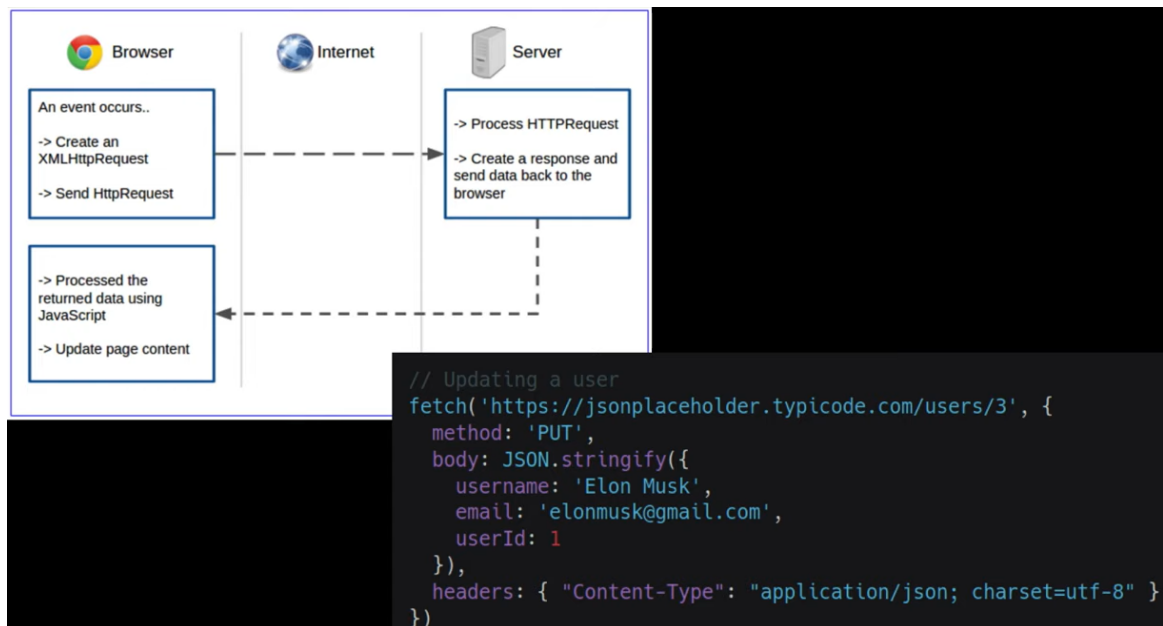 Browser
Internet
Server
An event occurs..
-> Create an
XMLHttpRequest
-> Send HttpRequest
-> Process HTTPRequest
-> Create a response and
send data back to the
browser
-> Processed the
returned data using
JavaScript
-> Update page content
// Updating a user
fetch('https://jsonplaceholder.typicode.com/users/3', {
  method: 'PUT',
  body: JSON.stringify({
    username: 'Elon Musk',
    email: 'elonmusk@gmail.com',
    userId: 1
  }),
  headers: { "Content-Type": "application/json; charset=utf-8" }
})